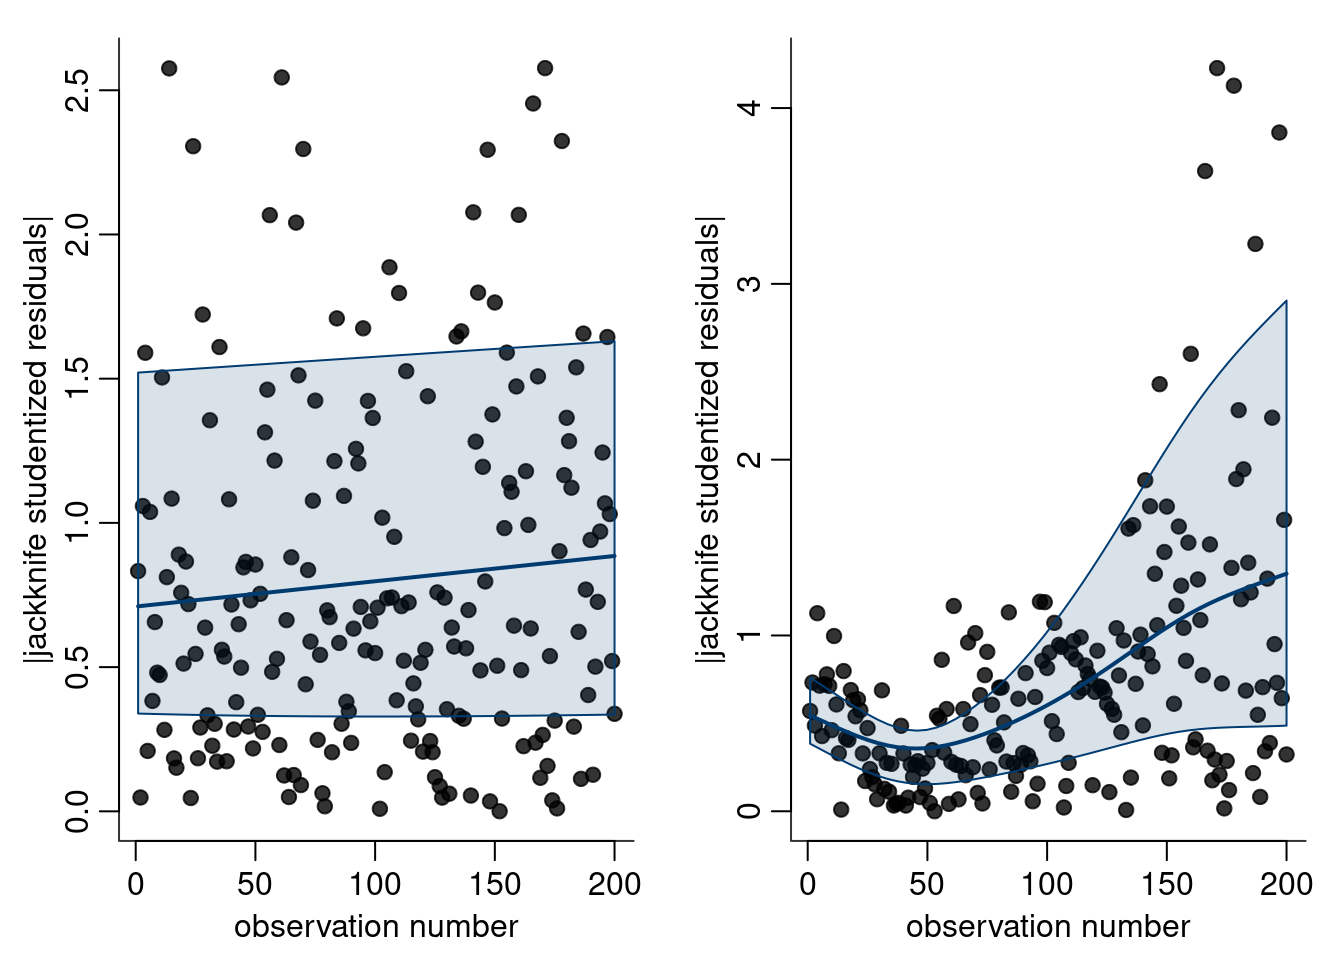 |jackknife studentized residuals|
2.5
2.0
1.5
1.0
0.5
0.0
0 50 100 150 200
observation number
|jackknife studentized residuals|
4
3
2
1
0
0 50 100 150 200
observation number